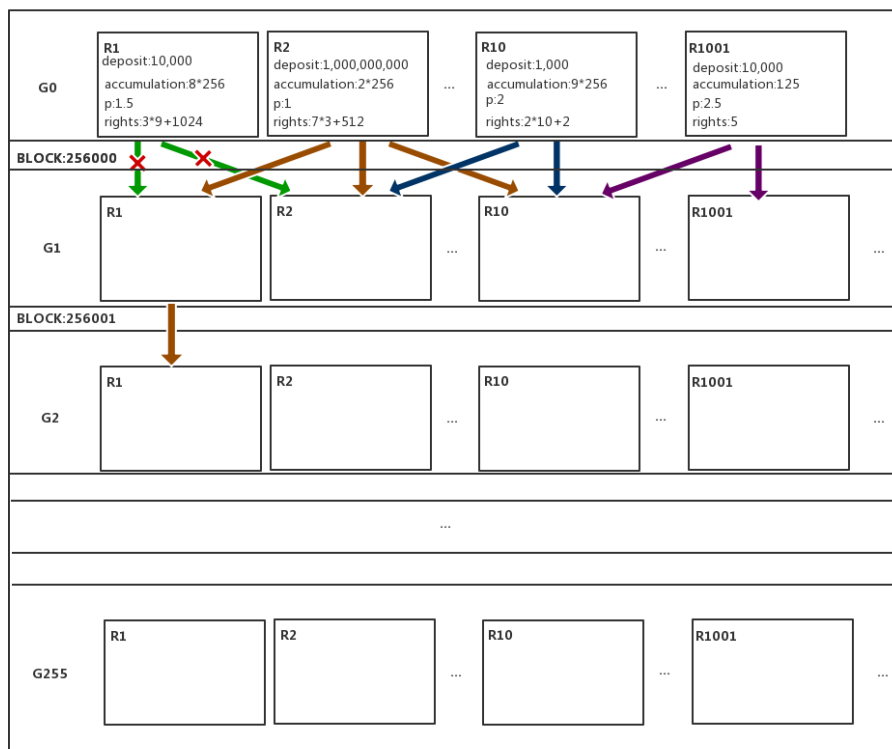 R1
deposit:10,000
accumulation:8*256
p:1.5
rights:3*9+1024
R2
deposit:1,000,000,000
accumulation:2*256
p:1
rights:7*3+512
...
R10
deposit:1,000
accumulation:9*256
p:2
rights:2*10+2
...
R1001
deposit:10,000
accumulation:125
p:2.5
rights:5
G0
BLOCK:256000
G1
R1
R2
...
R10
...
R1001
...
BLOCK:256001
G2
R1
R2
...
R10
...
R1001
...
...
G255
R1
R2
...
R10
...
R1001
...